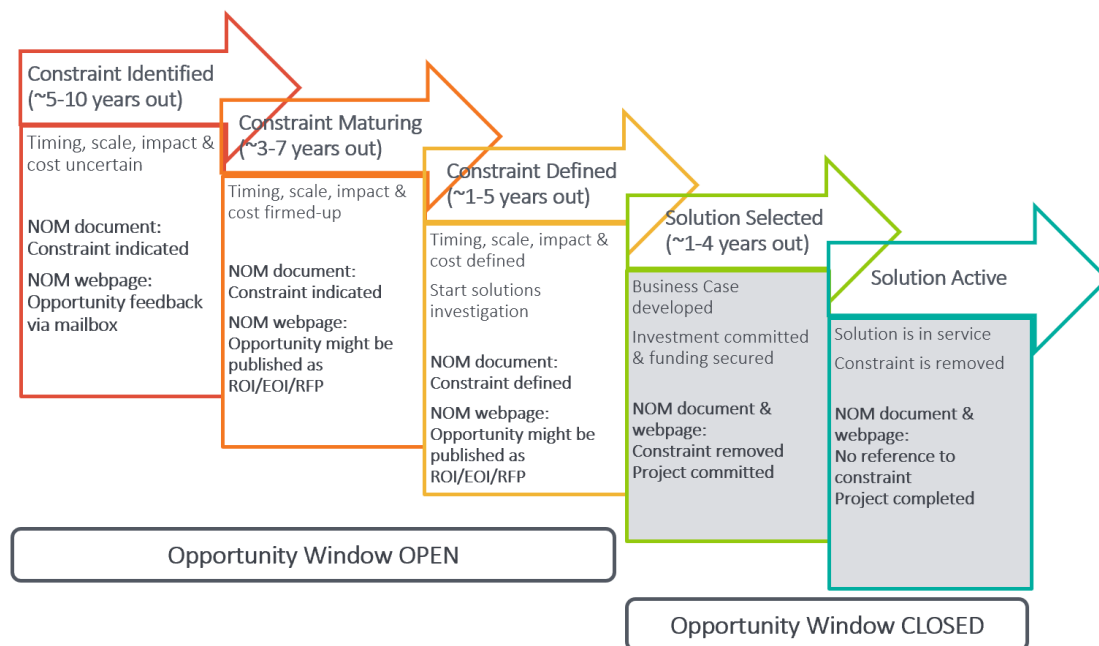 Constraint Identified
(~5-10 years out)
Timing, scale, impact &
cost uncertain
NOM document:
Constraint indicated
NOM webpage:
Opportunity feedback
via mailbox
Constraint Maturing
(~3-7 years out)
Timing, scale, impact &
cost firmed-up
NOM document:
Constraint indicated
NOM webpage:
Opportunity might be
published as
ROI/EOI/RFP
Constraint Defined
(~1-5 years out)
Timing, scale, impact &
cost defined
Start solutions
investigation
NOM document:
Constraint defined
NOM webpage:
Opportunity might be
published as
ROI/EOI/RFP
Solution Selected
(~1-4 years out)
Business Case
developed
Investment committed
& funding secured
NOM document &
webpage:
Constraint removed
Project committed
Solution Active
Solution is in service
Constraint is removed
NOM document &
webpage:
No reference to
constraint
Project completed
Opportunity Window OPEN
Opportunity Window CLOSED